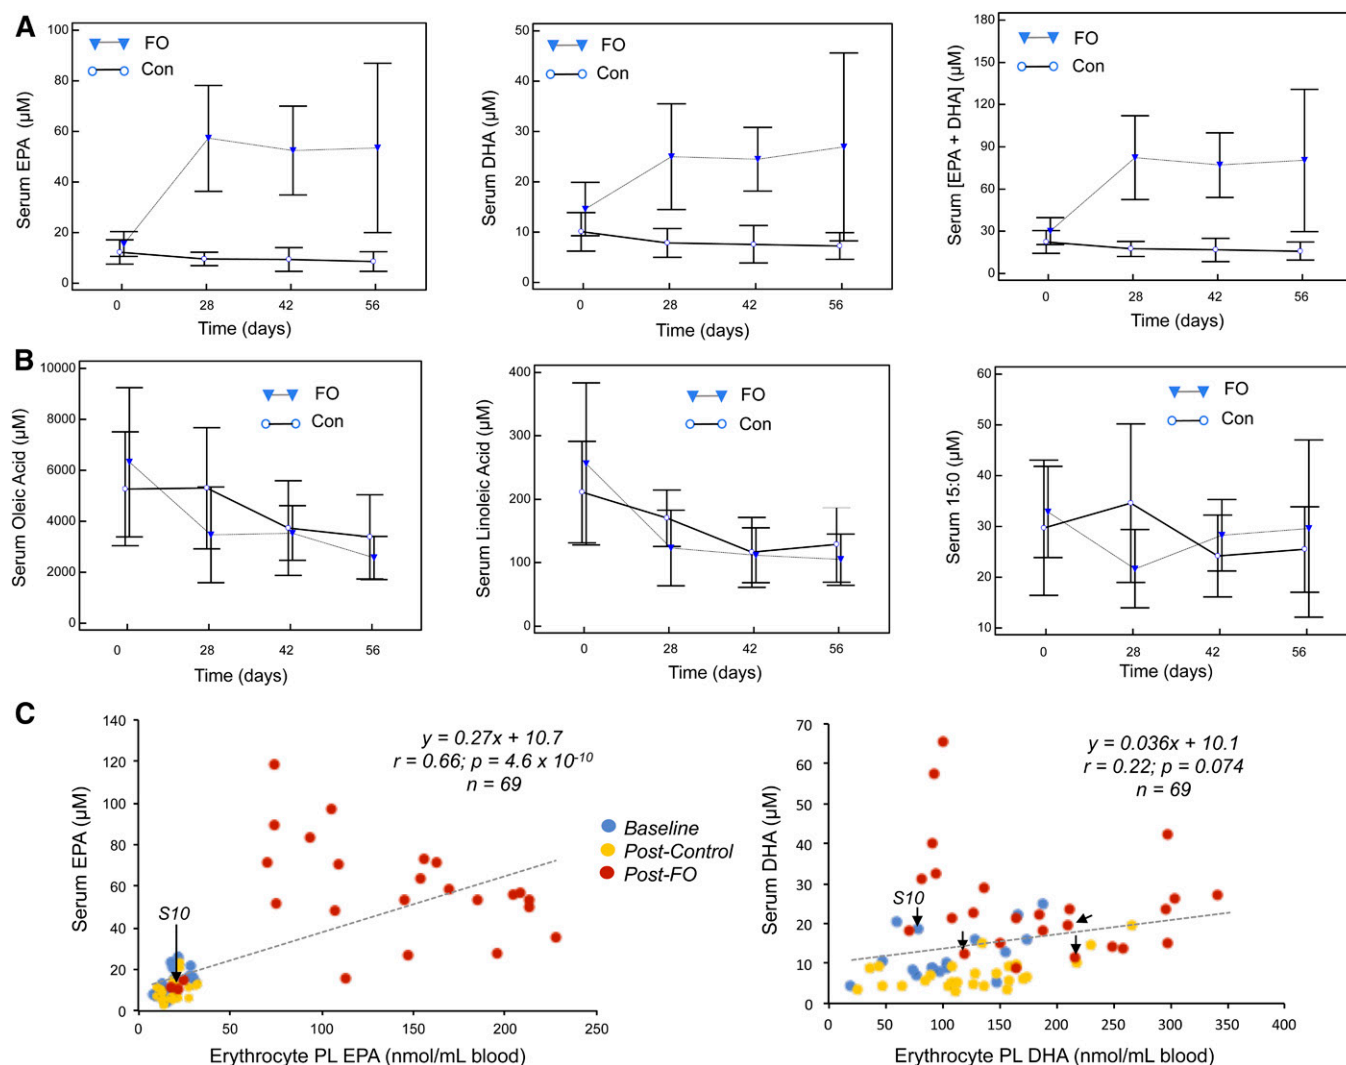 A
Serum EPA (μM)
100
80
60
40
20
0
FO
Con
0 28 42 56
Time (days)
Serum DHA (μM)
50
40
30
20
10
0
FO
Con
0 28 42 56
Time (days)
Serum [EPA + DHA] (μM)
180
150
120
90
60
30
0
FO
Con
0 28 42 56
Time (days)
B
Serum Oleic Acid (μM)
10000
8000
6000
4000
2000
0
FO
Con
0 28 42 56
Time (days)
Serum Linoleic Acid (μM)
400
300
200
100
0
FO
Con
0 28 42 56
Time (days)
Serum 15:0 (μM)
60
50
40
30
20
10
FO
Con
0 28 42 56
Time (days)
C
Serum EPA (μM)
140
120
100
80
60
40
20
0
y = 0.27x + 10.7
r = 0.66; p = 4.6 x 10⁻¹⁰
n = 69
S10
0 50 100 150 200 250
Erythrocyte PL EPA (nmol/mL blood)
Baseline
Post-Control
Post-FO
Serum DHA (μM)
70
60
50
40
30
20
10
0
y = 0.036x + 10.1
r = 0.22; p = 0.074
n = 69
S10
0 50 100 150 200 250 300 350 400
Erythrocyte PL DHA (nmol/mL blood)